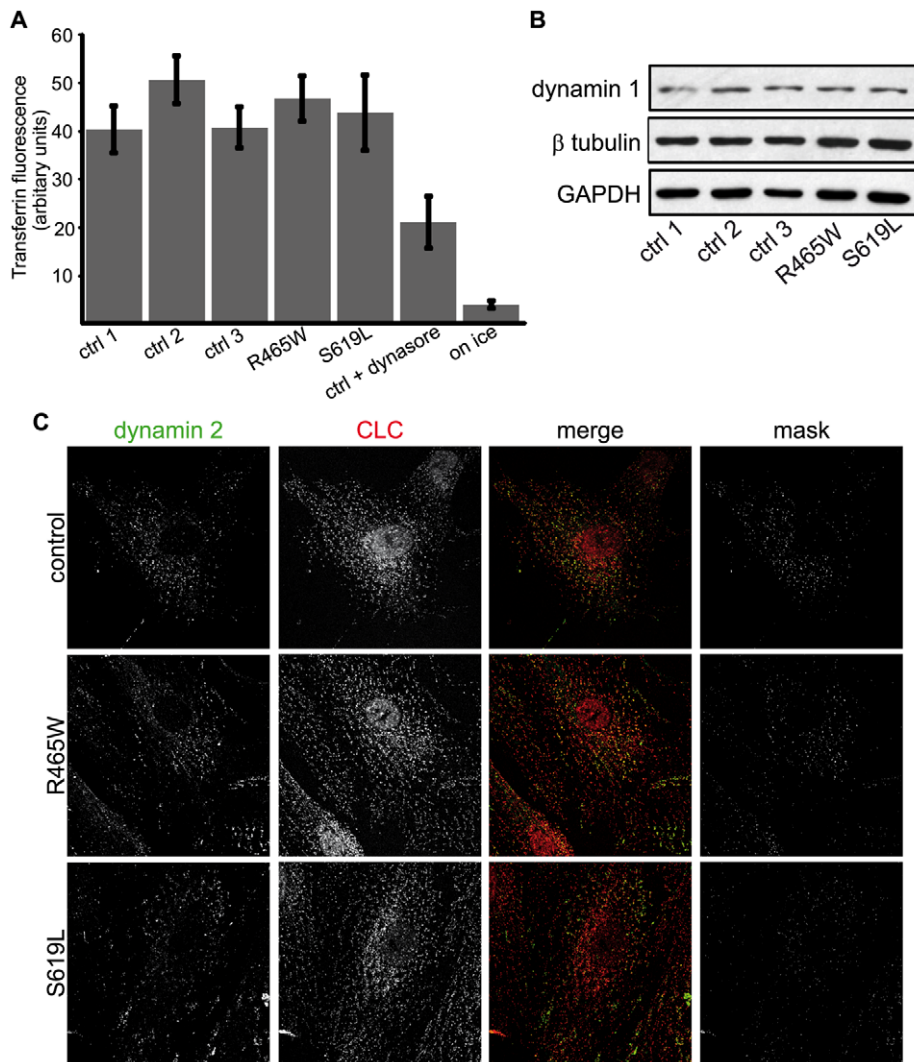 A
Transferrin fluorescence
(arbitary units)
60
50
40
30
20
10
ctrl 1
ctrl 2
ctrl 3
R465W
S619L
ctrl + dynasore
on ice
B
dynamin 1
β tubulin
GAPDH
ctrl 1
ctrl 2
ctrl 3
R465W
S619L
C
dynamin 2
CLC
merge
mask
control
R465W
S619L